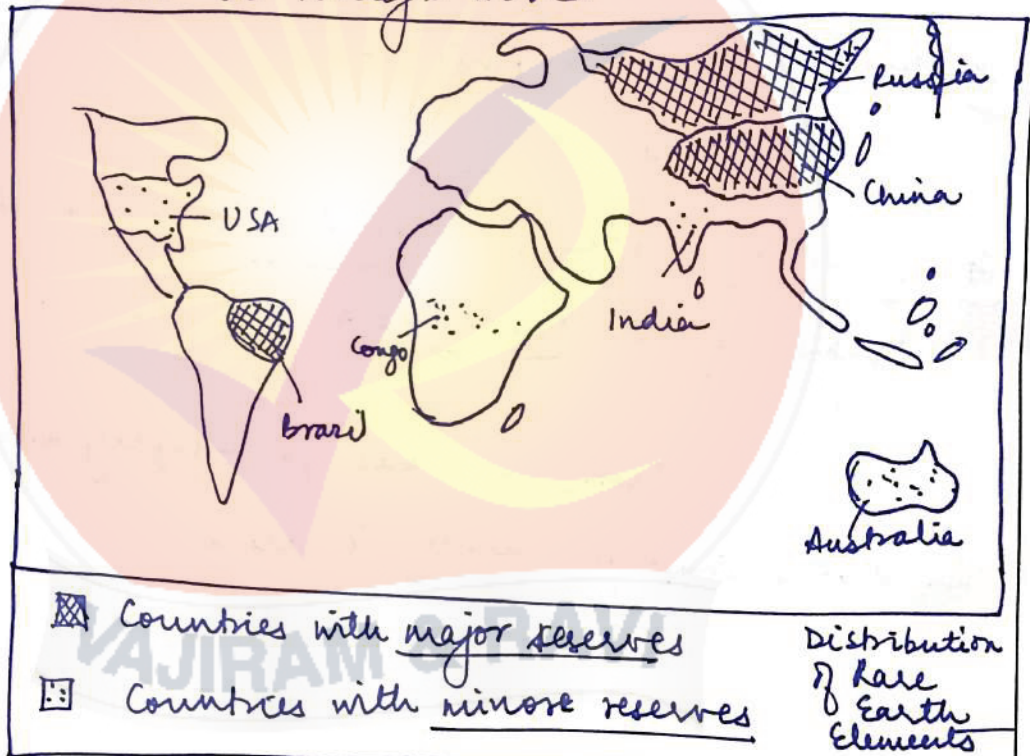 Russia
China
USA
India
Congo
Brazil
Australia
Countries with major reserves
Countries with minor reserves
Distribution
of Rare
Earth
Elements
VAJIRAM & RAVI